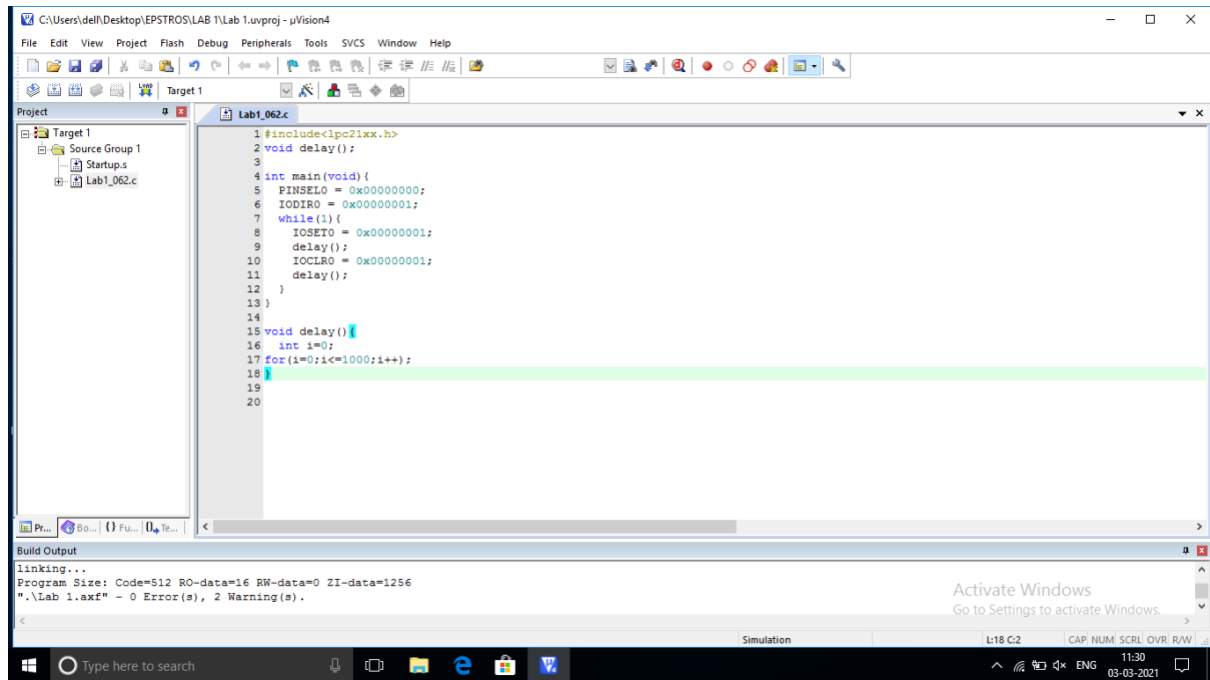 C:\Users\dell\Desktop\EPSTROS\LAB 1\Lab 1.uvproj - µVision4
File Edit View Project Flash Debug Peripherals Tools SVCS Window Help
LOAD Target 1
Project
Lab1_062.c
Target 1
Source Group 1
Startup.s
Lab1_062.c
1 #include<lpc21xx.h>
2 void delay();
3
4 int main(void){
5 PINSEL0 = 0x00000000;
6 IODIR0 = 0x00000001;
7 while(1){
8 IOSET0 = 0x00000001;
9 delay();
10 IOCLR0 = 0x00000001;
11 delay();
12 }
13 }
14
15 void delay(){
16 int i=0;
17 for(i=0;i<=1000;i++);
18 }
19
20
Pr... Bo... {} Fu... 0 Te...
Build Output
linking...
Program Size: Code=512 RO-data=16 RW-data=0 ZI-data=1256
".\Lab 1.axf" - 0 Error(s), 2 Warning(s).
Activate Windows
Go to Settings to activate Windows.
Simulation L:18 C:2 CAP NUM SCRL OVR R/W
Type here to search
ENG
11:30
03-03-2021